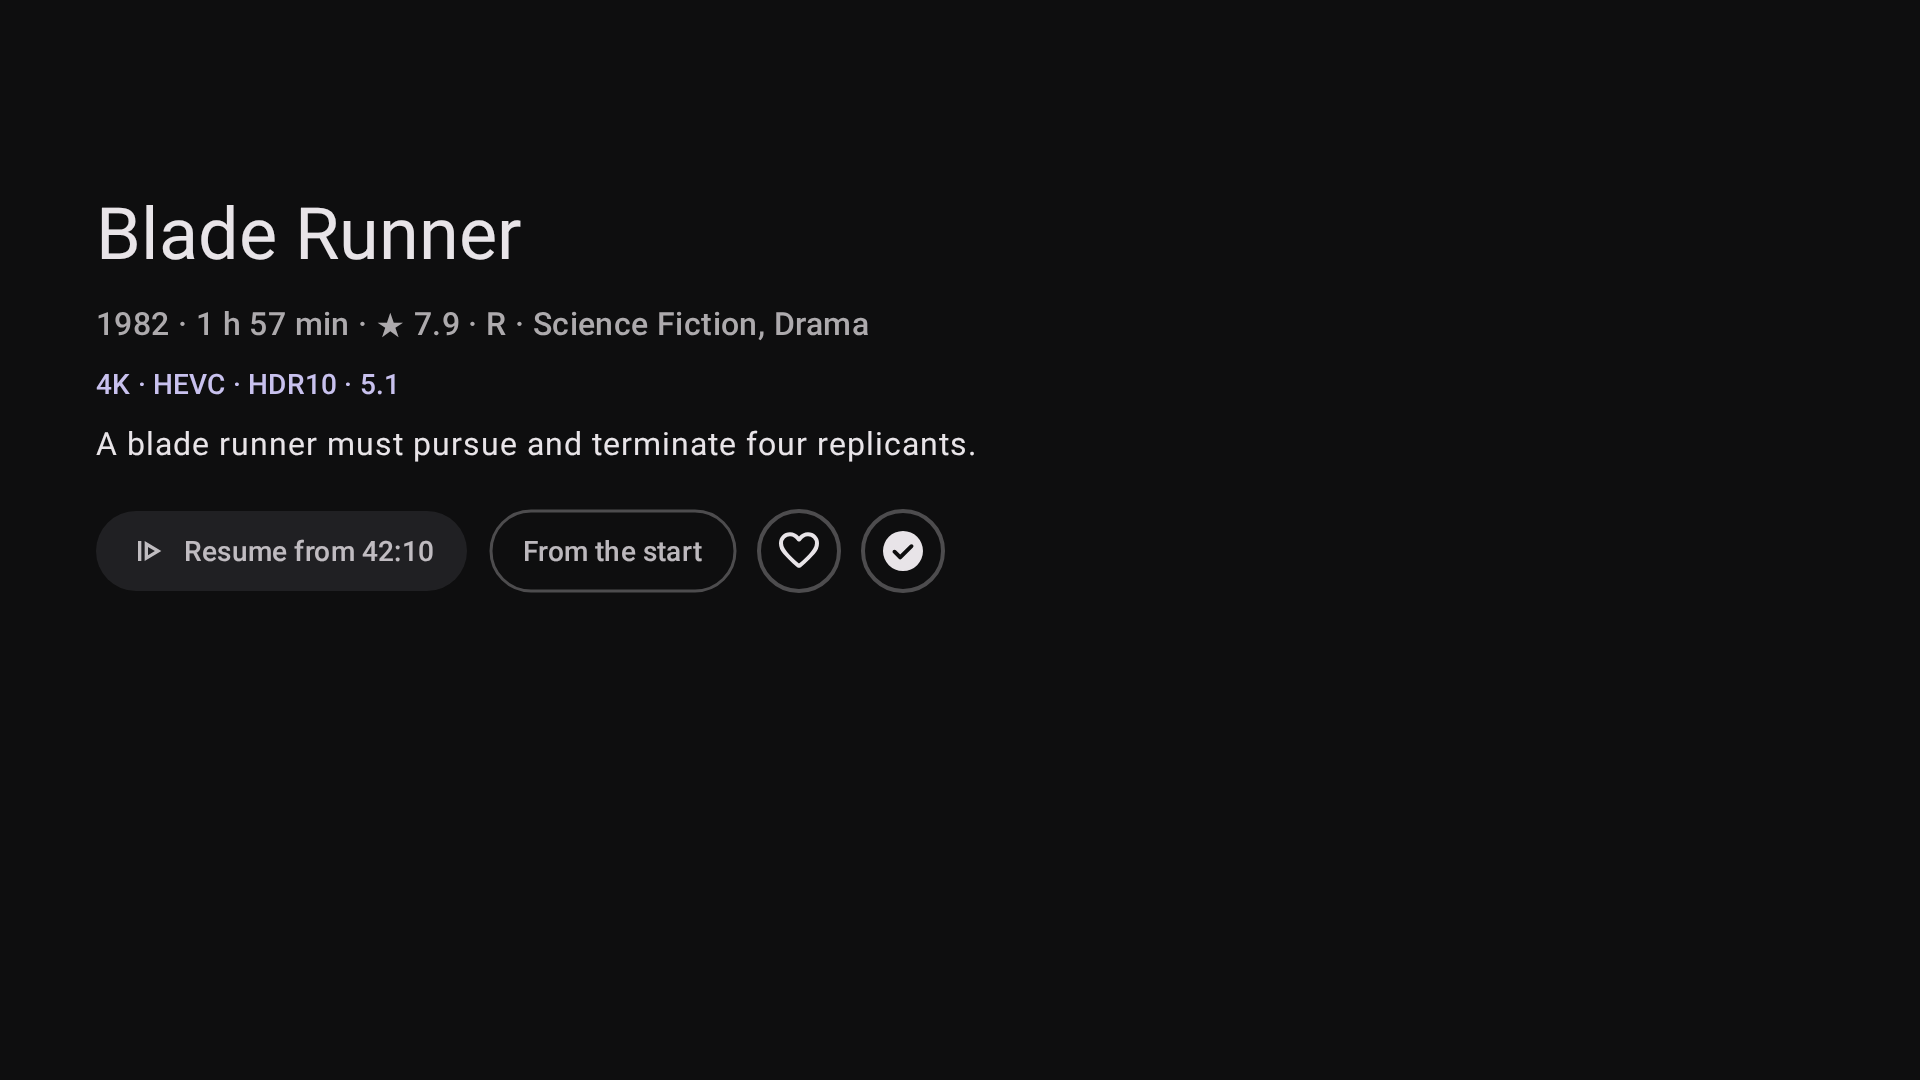 Blade Runner
1982 · 1 h 57 min · ★ 7.9 · R · Science Fiction, Drama
4K · HEVC · HDR10 · 5.1
A blade runner must pursue and terminate four replicants.
Resume from 42:10
From the start